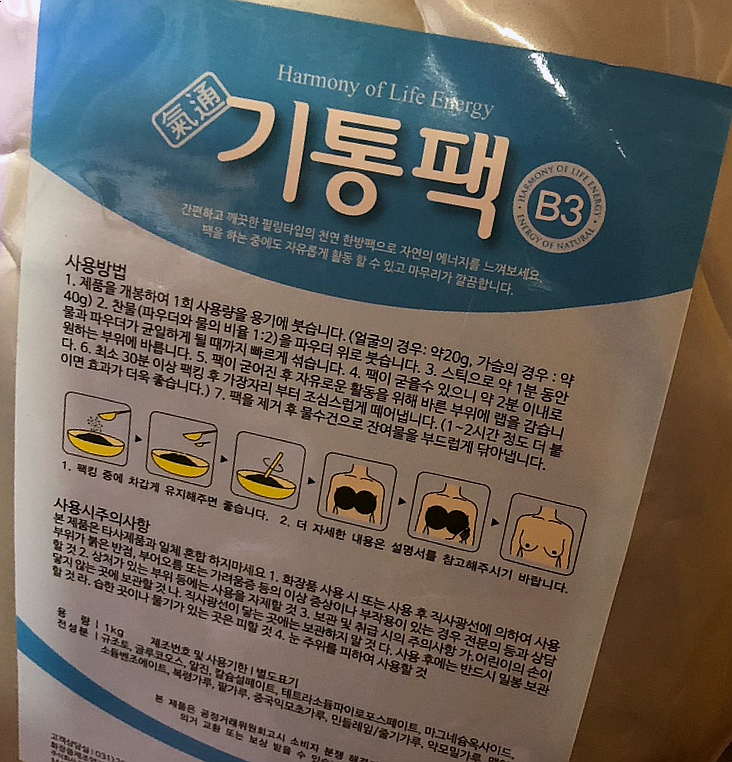 Harmony of Life Energy
氣通
기통팩
HARMONY OF LIFE ENERGY
B3
ENERGY OF NATURAL
간편하고 깨끗한 필링타입의 천연 한방팩으로 자연의 에너지를 느껴보세요.
팩을 하는 중에도 자유롭게 활동 할 수 있고 마무리가 깔끔합니다.
사용방법
1. 제품을 개봉하여 1회 사용량을 용기에 붓습니다. (얼굴의 경우: 약20g, 가슴의 경우 : 약
40g) 2. 찬물(파우더와 물의 비율 1:2)을 파우더 위로 붓습니다. 3. 스틱으로 약 1분 동안
물과 파우더가 균일하게 될 때까지 빠르게 섞습니다. 4. 팩이 굳을수 있으니 약 2분 이내로
원하는 부위에 바릅니다. 5. 팩이 굳어진 후 자유로운 활동을 위해 바른 부위에 랩을 감습니
다. 6. 최소 30분 이상 팩킹 후 가장자리 부터 조심스럽게 떼어냅니다. (1~2시간 정도 더 붙
이면 효과가 더욱 좋습니다.) 7. 팩을 제거 후 물수건으로 잔여물을 부드럽게 닦아냅니다.
1. 팩킹 중에 차갑게 유지해주면 좋습니다. 2. 더 자세한 내용은 설명서를 참고해주시기 바랍니다.
사용시주의사항
본 제품은 타사제품과 일체 혼합 하지마세요 1. 화장품 사용 시 또는 사용 후 직사광선에 의하여 사용
부위가 붉은 반점, 부어오름 또는 가려움증 등의 이상 증상이나 부작용이 있는 경우 전문의 등과 상담
할 것 2. 상처가 있는 부위 등에는 사용을 자제할 것 3. 보관 및 취급 시의 주의사항 가.어린이의 손이
닿지 않는 곳에 보관할 것 나. 직사광선이 닿는 곳에는 보관하지 말 것 다. 사용 후에는 반드시 밀봉 보관
할 것 라. 습한 곳이나 물기가 있는 곳은 피할 것 4. 눈 주위를 피하여 사용할 것
용 량 | 1kg 제조번호 및 사용기한 | 별도표기
전성분 | 규조트, 글루코오스, 알진, 칼슘설페이트, 테트라소듐파이로포스페이트, 마그네슘옥사이드,
소듐벤조에이트, 복령가루, 팥가루, 중국익모초가루, 민들레잎/줄기가루, 약모밀가루,
본 제품은 공정거래위원회고시 소비자 분쟁
의거 교환 또는 보상 받을 수
고객상담실 : 031)